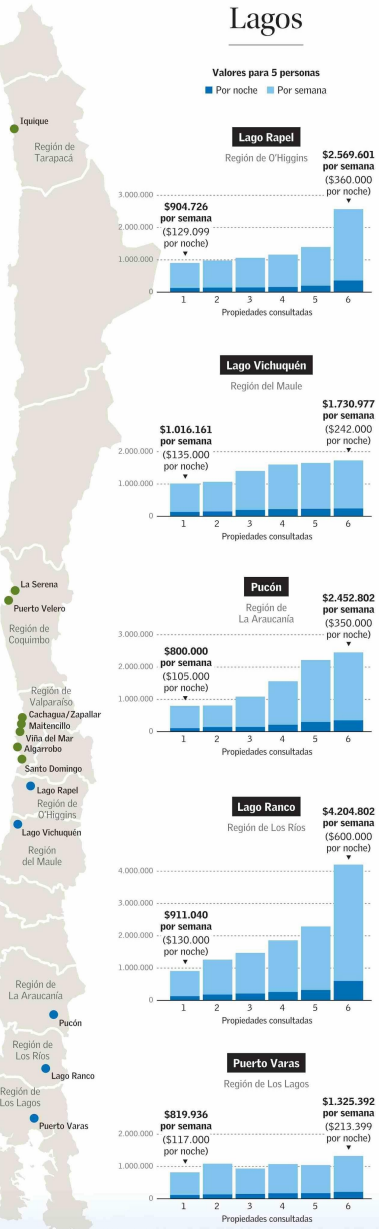 Lagos
Valores para 5 personas
Por noche Por semana
Iquique
Región de
Tarapacá
La Serena
Puerto Velero
Región de
Coquimbo
Región de
Valparaíso
Cachagua/Zapallar
Maitencillo
Viña del Mar
Algarrobo
Santo Domingo
Lago Rapel
Región de
O'Higgins
Lago Vichuquén
Región
del Maule
Región de
La Araucanía
Pucón
Región de
Los Ríos
Lago Ranco
Región de
Los Lagos
Puerto Varas
Lago Rapel
Región de O'Higgins
$2.569.601
por semana
($360.000
por noche)
$904.726
por semana
($129.099
por noche)
3.000.000
2.000.000
1.000.000
0
1 2 3 4 5 6
Propiedades consultadas
Lago Vichuquén
Región del Maule
$1.016.161
por semana
($135.000
por noche)
$1.730.977
por semana
($242.000
por noche)
2.000.000
1.000.000
0
1 2 3 4 5 6
Propiedades consultadas
Pucón
Región de
La Araucanía
$2.452.802
por semana
($350.000
por noche)
$800.000
por semana
($105.000
por noche)
3.000.000
2.000.000
1.000.000
0
1 2 3 4 5 6
Propiedades consultadas
Lago Ranco
Región de Los Ríos
$4.204.802
por semana
($600.000
por noche)
$911.040
por semana
($130.000
por noche)
4.000.000
3.000.000
2.000.000
1.000.000
0
1 2 3 4 5 6
Propiedades consultadas
Puerto Varas
Región de Los Lagos
$819.936
por semana
($117.000
por noche)
$1.325.392
por semana
($213.399
por noche)
2.000.000
1.000.000
0
1 2 3 4 5 6
Propiedades consultadas